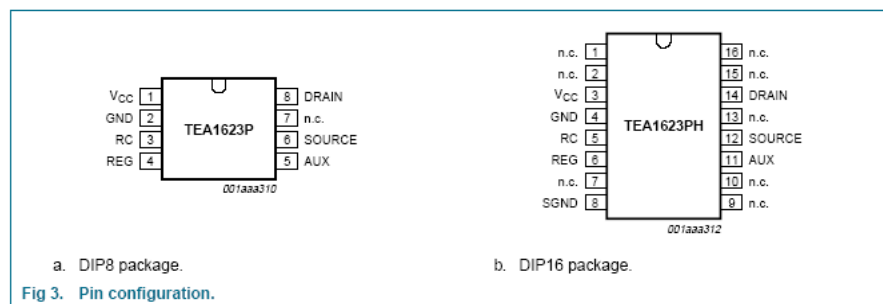 VCC 1
GND 2
RC 3
REG 4
TEA1623P
8 DRAIN
7 n.c.
6 SOURCE
5 AUX
001aaa310
n.c. 1
n.c. 2
VCC 3
GND 4
RC 5
REG 6
n.c. 7
SGND 8
TEA1623PH
16 n.c.
15 n.c.
14 DRAIN
13 n.c.
12 SOURCE
11 AUX
10 n.c.
9 n.c.
001aaa312
a. DIP8 package.
b. DIP16 package.
Fig 3. Pin configuration.